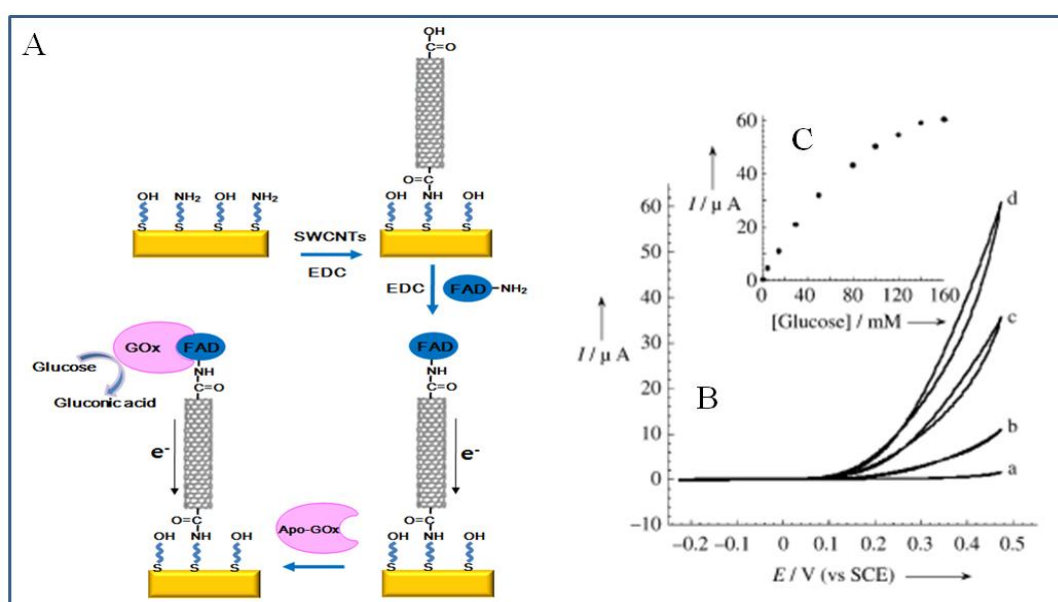 A
OH
C=O
O=C
OH NH₂ OH NH₂
OH NH OH
S S S S
S S S
SWCNTs
EDC
EDC FAD-NH₂
GOx FAD
Glucose
Gluconic acid
NH
C=O
e⁻
O=C
OH NH OH
S S S
FAD
NH
C=O
e⁻
O=C
OH NH OH
S S S
Apo-GOx
C
60
40
20
0
I / µ A
0 40 80 120 160
[Glucose] / mM
B
60
50
40
30
20
10
0
−10
I / µ A
d
c
b
a
−0.2 −0.1 0 0.1 0.2 0.3 0.4 0.5
E / V (vs SCE)